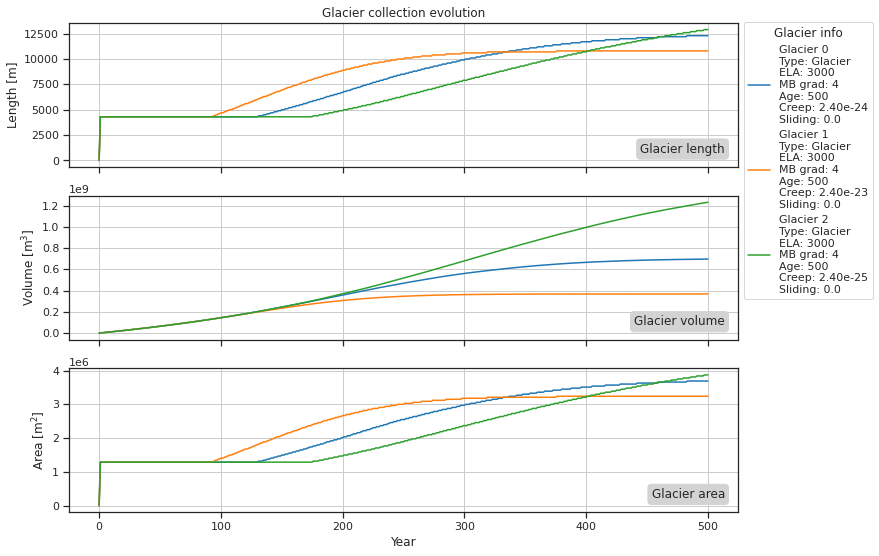 Glacier collection evolution
12500
10000
7500
5000
2500
0
Length [m]
Glacier length
1e9
1.2
1.0
0.8
0.6
0.4
0.2
0.0
Volume [m³]
Glacier volume
1e6
4
3
2
1
0
Area [m²]
Glacier area
0
100
200
300
400
500
Year
Glacier info
Glacier 0
Type: Glacier
ELA: 3000
MB grad: 4
Age: 500
Creep: 2.40e-24
Sliding: 0.0
Glacier 1
Type: Glacier
ELA: 3000
MB grad: 4
Age: 500
Creep: 2.40e-23
Sliding: 0.0
Glacier 2
Type: Glacier
ELA: 3000
MB grad: 4
Age: 500
Creep: 2.40e-25
Sliding: 0.0